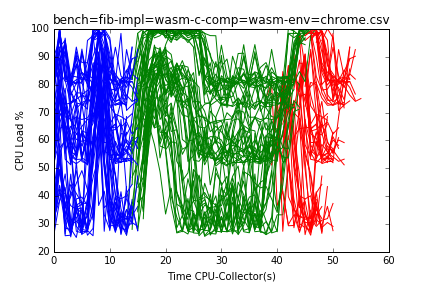 bench=fib-impl=wasm-c-comp=wasm-env=chrome.csv
100
90
80
70
60
50
40
30
20
CPU Load %
0 10 20 30 40 50 60
Time CPU-Collector(s)